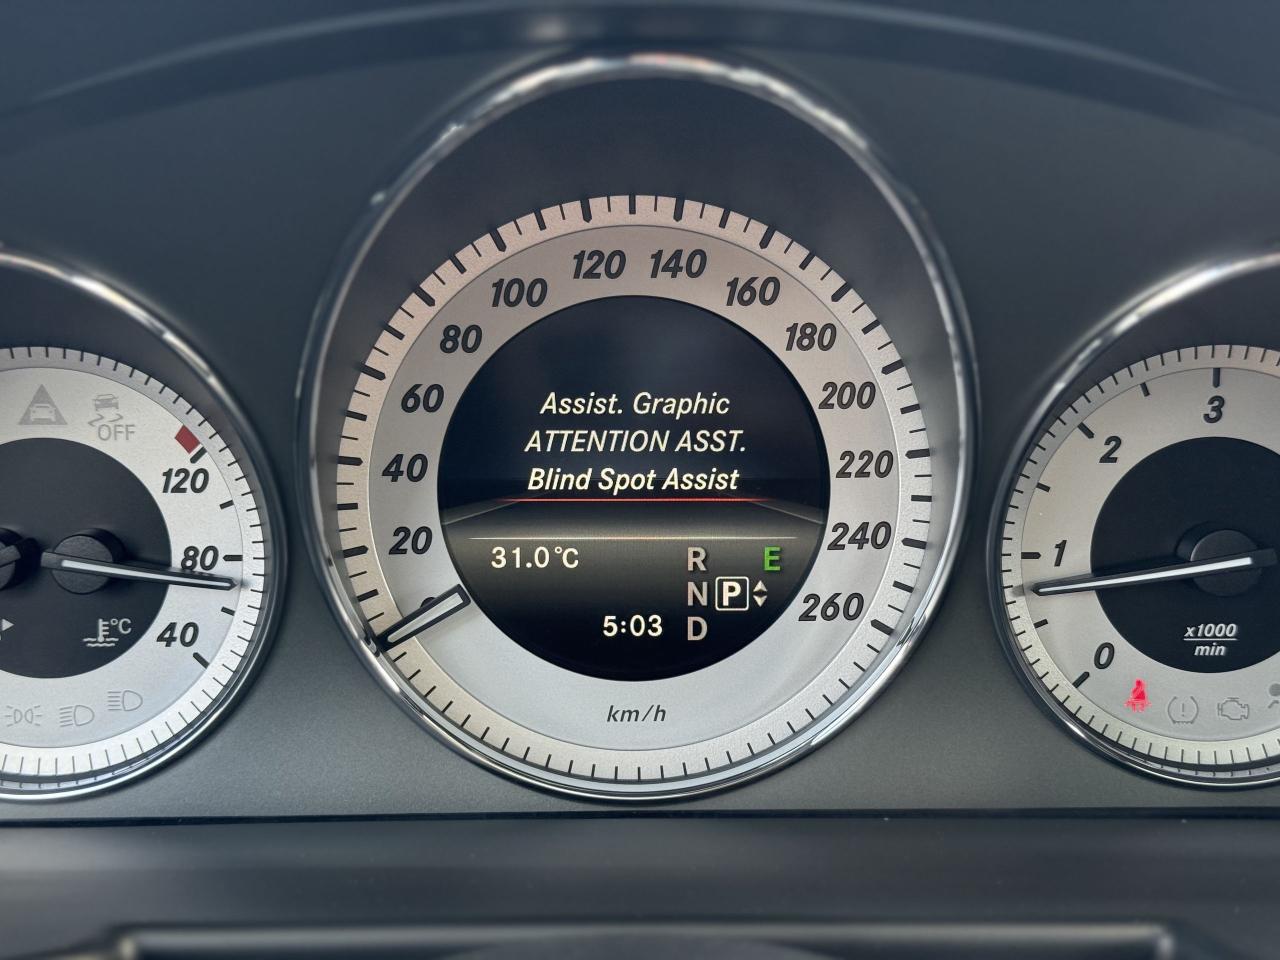 OFF
120
80
40
°C
20
40
60
80
100
120
140
160
180
200
220
240
260
km/h
Assist. Graphic
ATTENTION ASST.
Blind Spot Assist
31.0°C
R
E
N
P
5:03
D
0
1
2
3
x1000
min